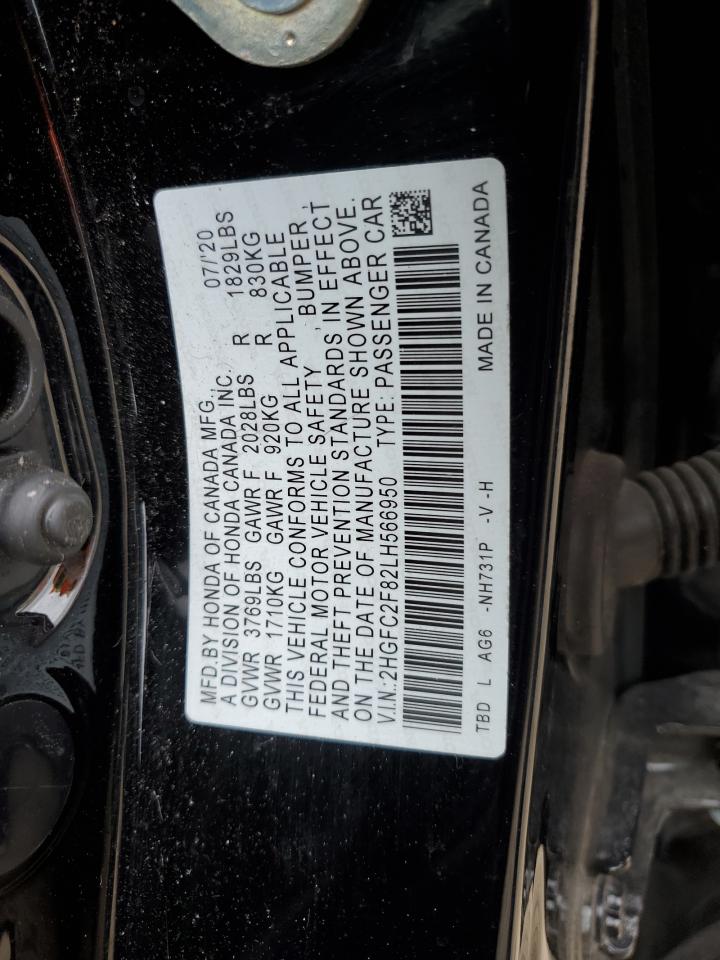 MFD.BY HONDA OF CANADA MFG., 07/'20
A DIVISION OF HONDA CANADA INC.
GVWR 3769LBS GAWR F 2028LBS R 1829LBS
GVWR 1710KG GAWR F 920KG R 830KG
THIS VEHICLE CONFORMS TO ALL APPLICABLE
FEDERAL MOTOR VEHICLE SAFETY , BUMPER ,
AND THEFT PREVENTION STANDARDS IN EFFECT
ON THE DATE OF MANUFACTURE SHOWN ABOVE.
V.I.N.:2HGFC2F82LH566950 TYPE: PASSENGER CAR
TBD L AG6 -NH731P -V -H MADE IN CANADA